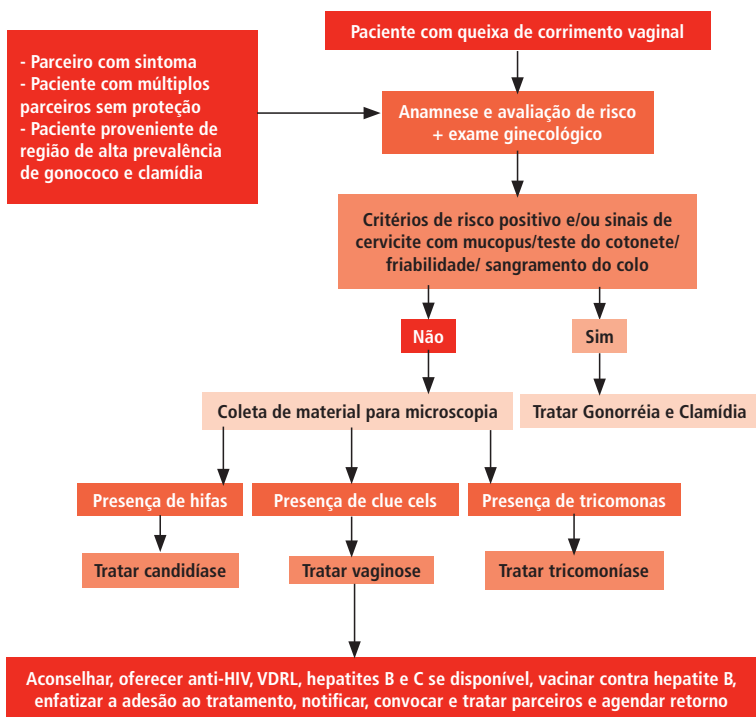 Paciente com queixa de corrimento vaginal
- Parceiro com sintoma
- Paciente com múltiplos
parceiros sem proteção
- Paciente proveniente de
região de alta prevalência
de gonococo e clamídia
Anamnese e avaliação de risco
+ exame ginecológico
Critérios de risco positivo e/ou sinais de
cervicite com mucopus/teste do cotonete/
friabilidade/ sangramento do colo
Não
Sim
Coleta de material para microscopia
Tratar Gonorréia e Clamídia
Presença de hifas
Presença de clue cels
Presença de tricomonas
Tratar candidíase
Tratar vaginose
Tratar tricomoníase
Aconselhar, oferecer anti-HIV, VDRL, hepatites B e C se disponível, vacinar contra hepatite B,
enfatizar a adesão ao tratamento, notificar, convocar e tratar parceiros e agendar retorno